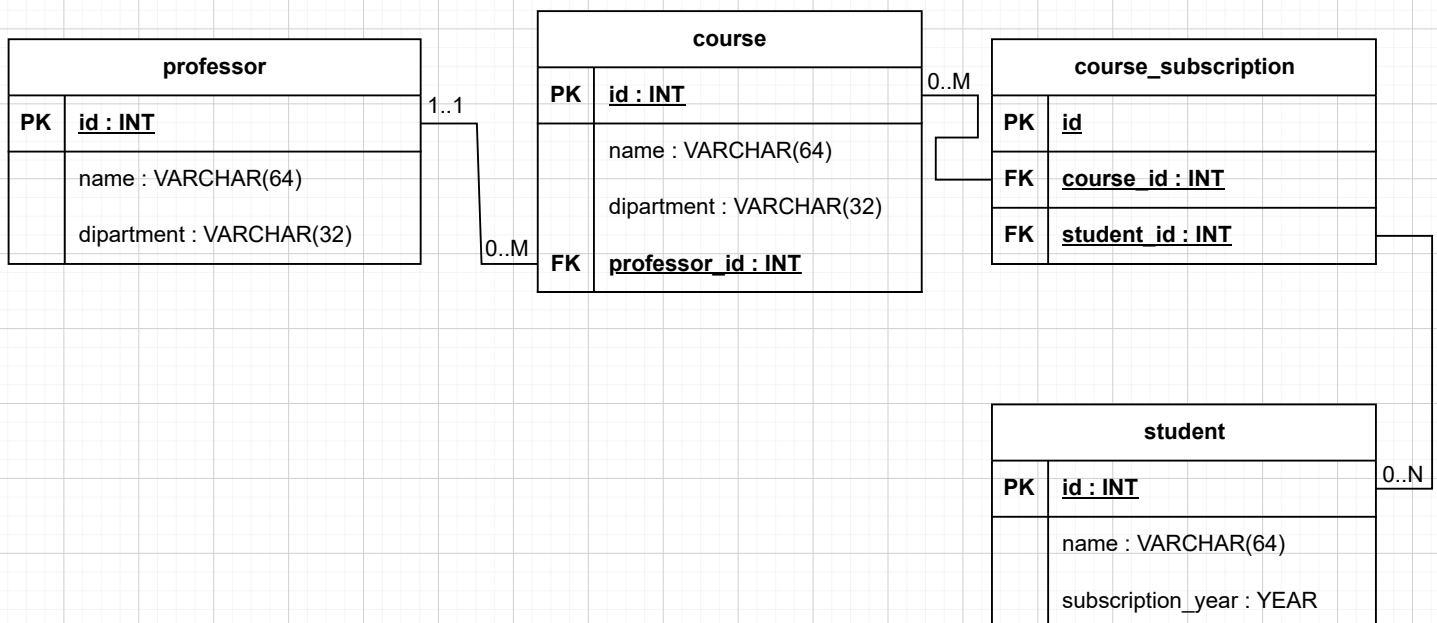 professor
PK id : INT
name : VARCHAR(64)
dipartment : VARCHAR(32)
1..1
0..M
course
PK id : INT
name : VARCHAR(64)
dipartment : VARCHAR(32)
FK professor_id : INT
0..M
course_subscription
PK id
FK course_id : INT
FK student_id : INT
student
PK id : INT
name : VARCHAR(64)
subscription_year : YEAR
0..N